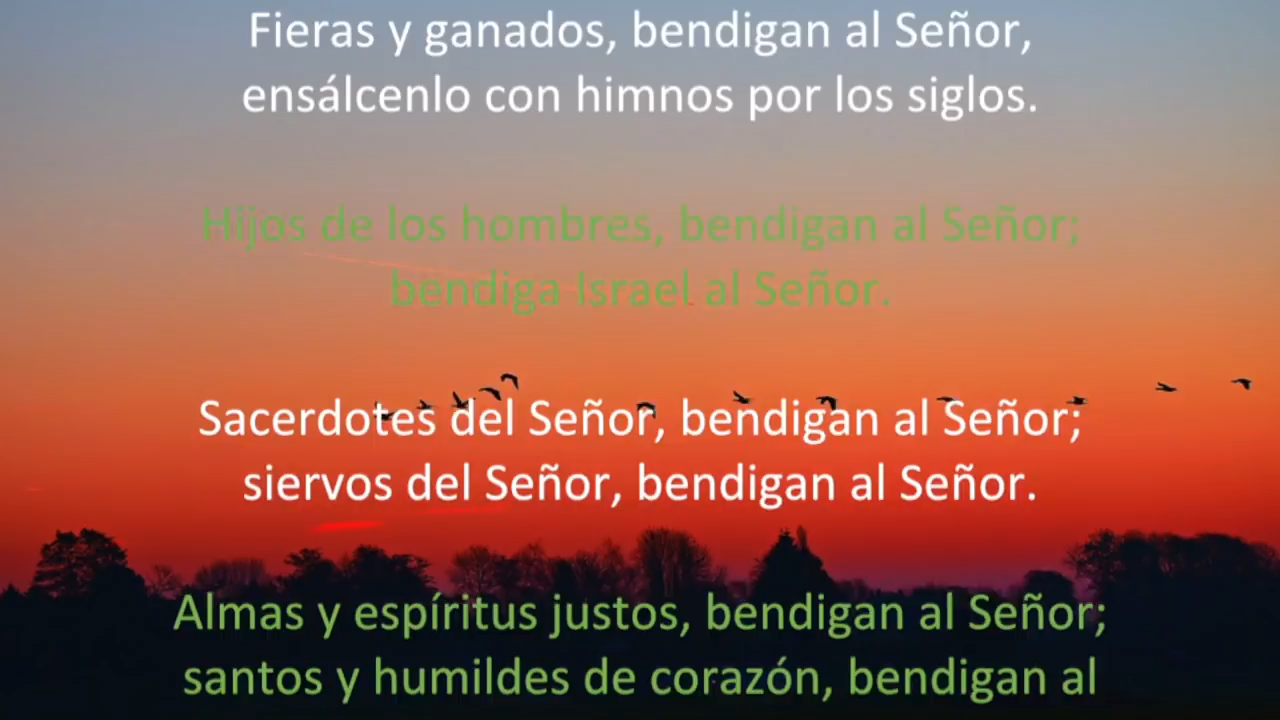 Fieras y ganados, bendigan al Señor,
ensálcenlo con himnos por los siglos.
Hijos de los hombres, bendigan al Señor;
bendiga Israel al Señor.
Sacerdotes del Señor, bendigan al Señor;
siervos del Señor, bendigan al Señor.
Almas y espíritus justos, bendigan al Señor;
santos y humildes de corazón, bendigan al